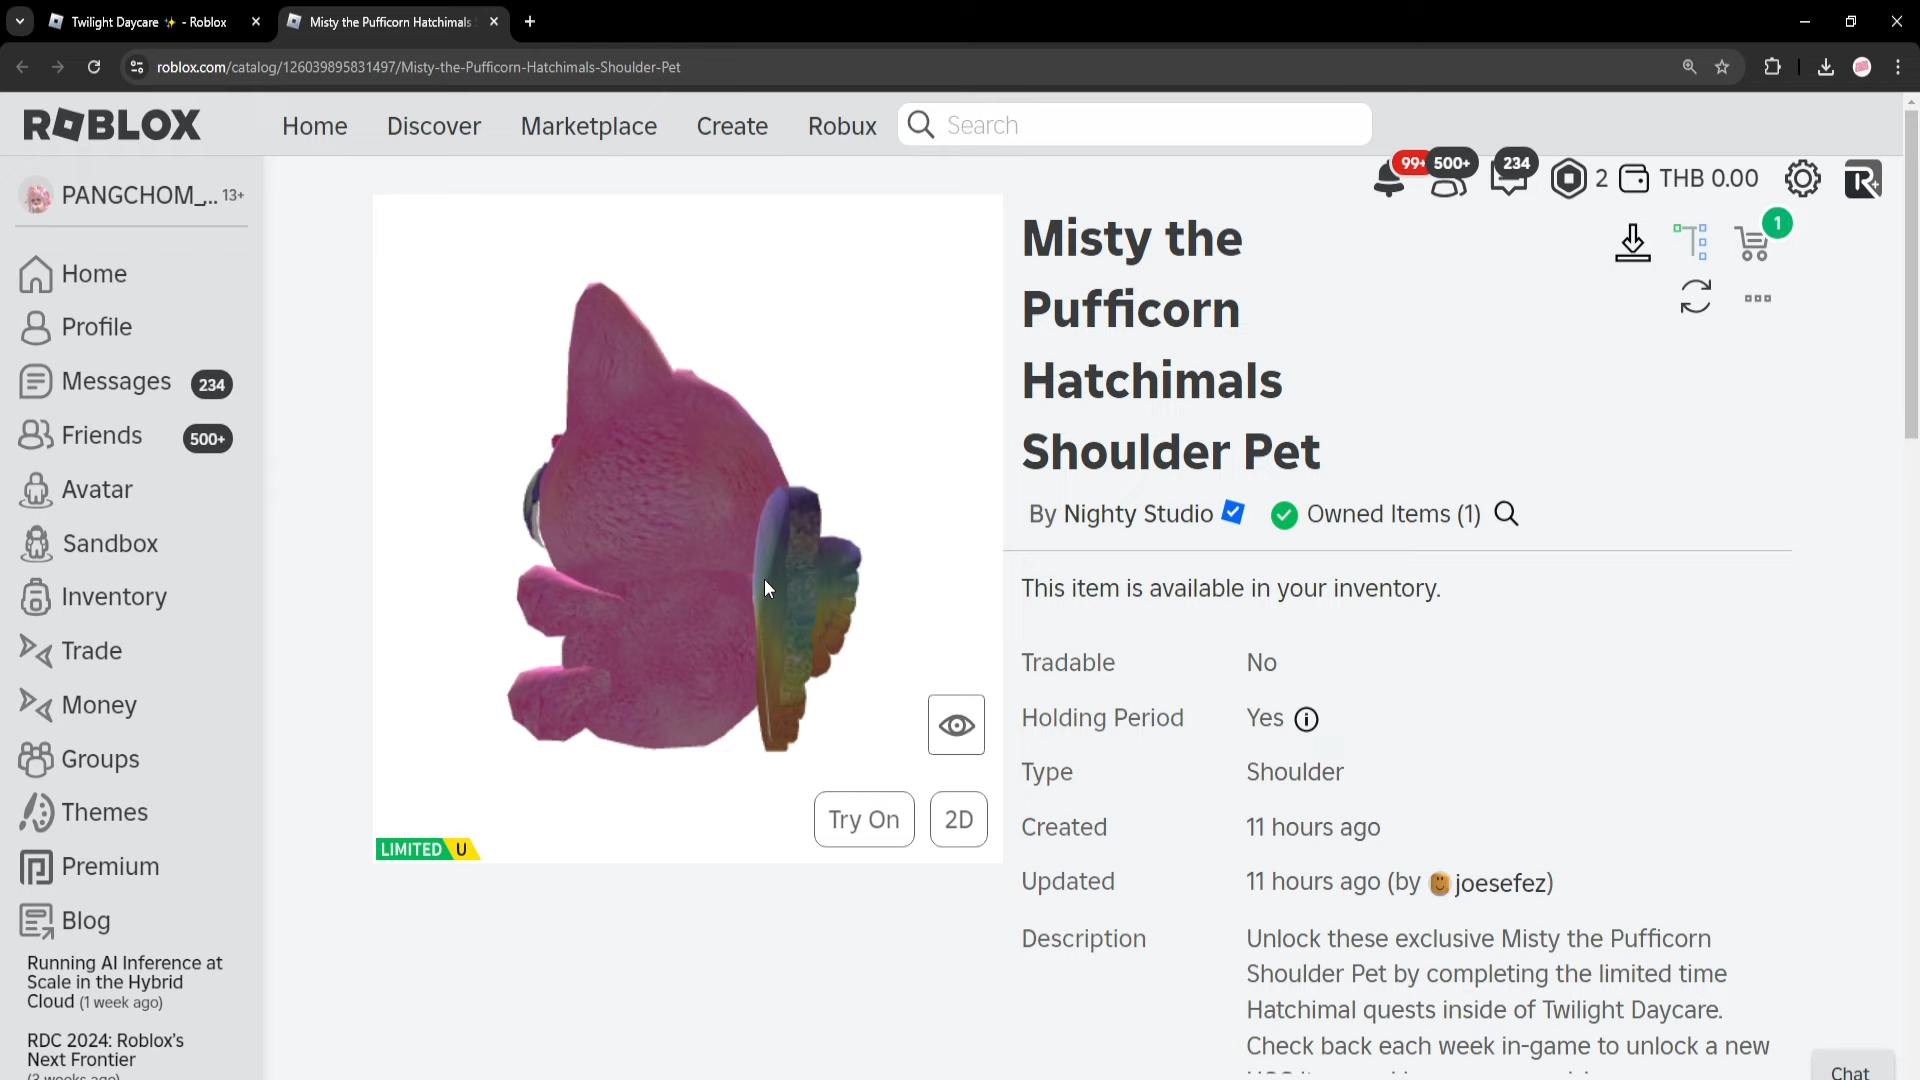 Twilight Daycare ✨ - Roblox
Misty the Pufficorn Hatchimals
roblox.com/catalog/126039895831497/Misty-the-Pufficorn-Hatchimals-Shoulder-Pet
ROBLOX
Home
Discover
Marketplace
Create
Robux
Search
99+
500+
234
2
THB 0.00
1
PANGCHOM_... 13+
Home
Profile
Messages 234
Friends 500+
Avatar
Sandbox
Inventory
Trade
Money
Groups
Themes
Premium
Blog
Running AI Inference at
Scale in the Hybrid
Cloud (1 week ago)
RDC 2024: Roblox's
Next Frontier
(3 weeks ago)
LIMITED U
Try On
2D
Misty the
Pufficorn
Hatchimals
Shoulder Pet
By Nighty Studio
Owned Items (1)
This item is available in your inventory.
Tradable No
Holding Period Yes
Type Shoulder
Created 11 hours ago
Updated 11 hours ago (by joesefez)
Description Unlock these exclusive Misty the Pufficorn
Shoulder Pet by completing the limited time
Hatchimal quests inside of Twilight Daycare.
Check back each week in-game to unlock a new
Chat